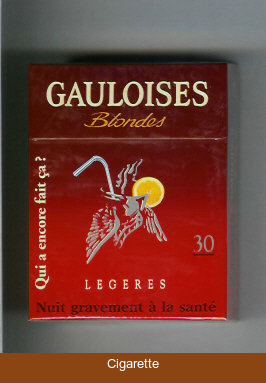 GAULOISES
Blondes
Qui a encore fait ça ?
30
LEGERES
Nuit gravement à la santé
Cigarette